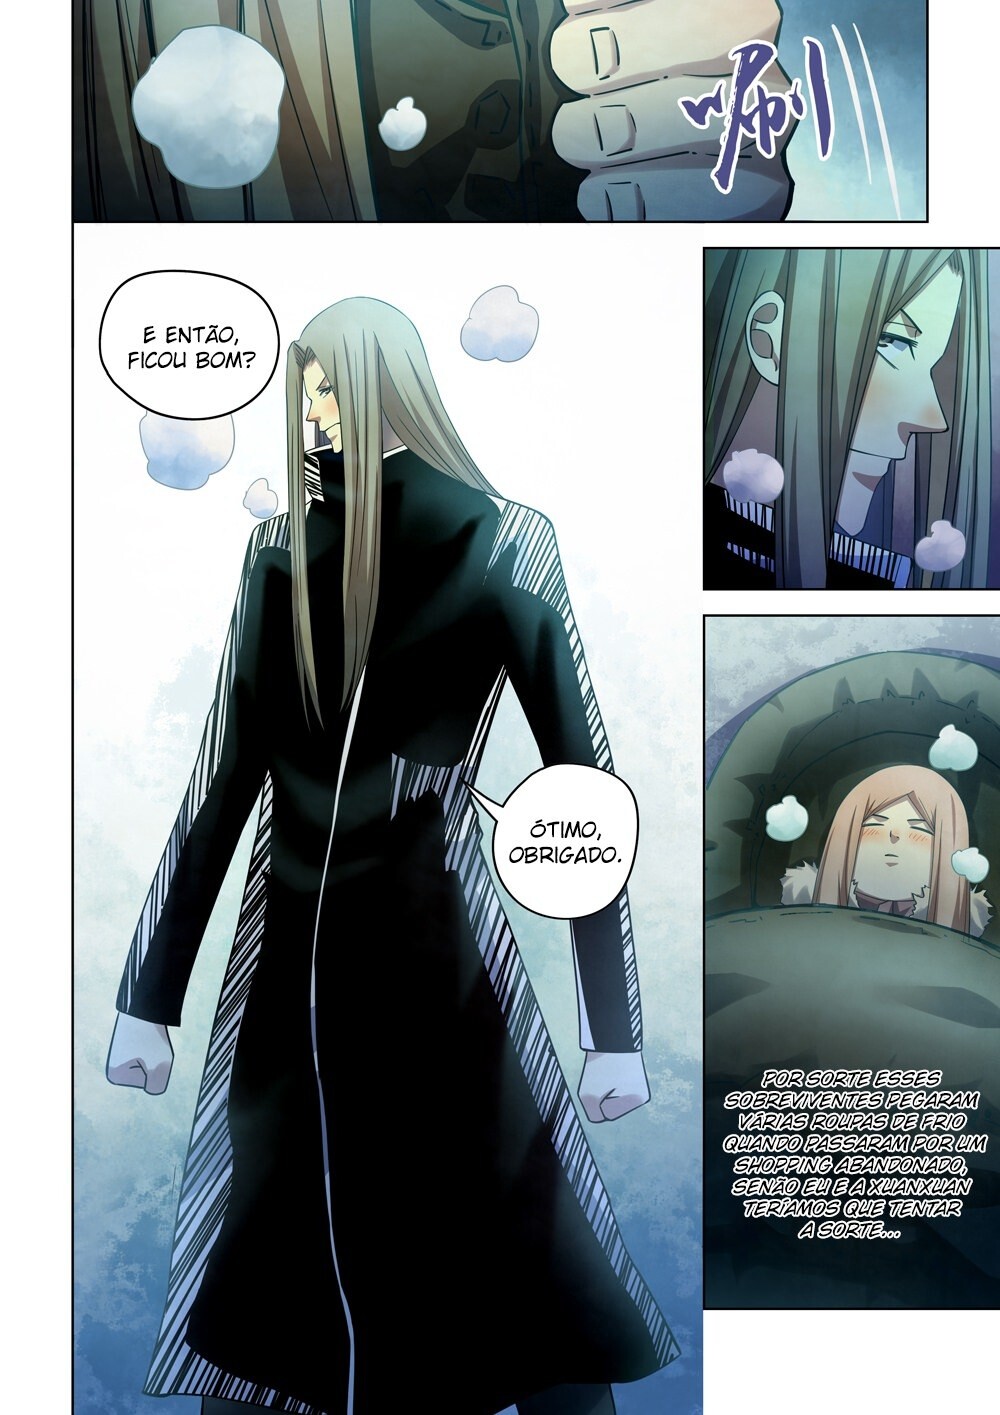 唰
E ENTÃO,
FICOU BOM?
ÓTIMO,
OBRIGADO.
POR SORTE ESSES
SOBREVIVENTES PEGARAM
VÁRIAS ROUPAS DE FRIO
QUANDO PASSARAM POR UM
SHOPPING ABANDONADO,
SENÃO EU E A XUANXUAN
TERÍAMOS QUE TENTAR
A SORTE...